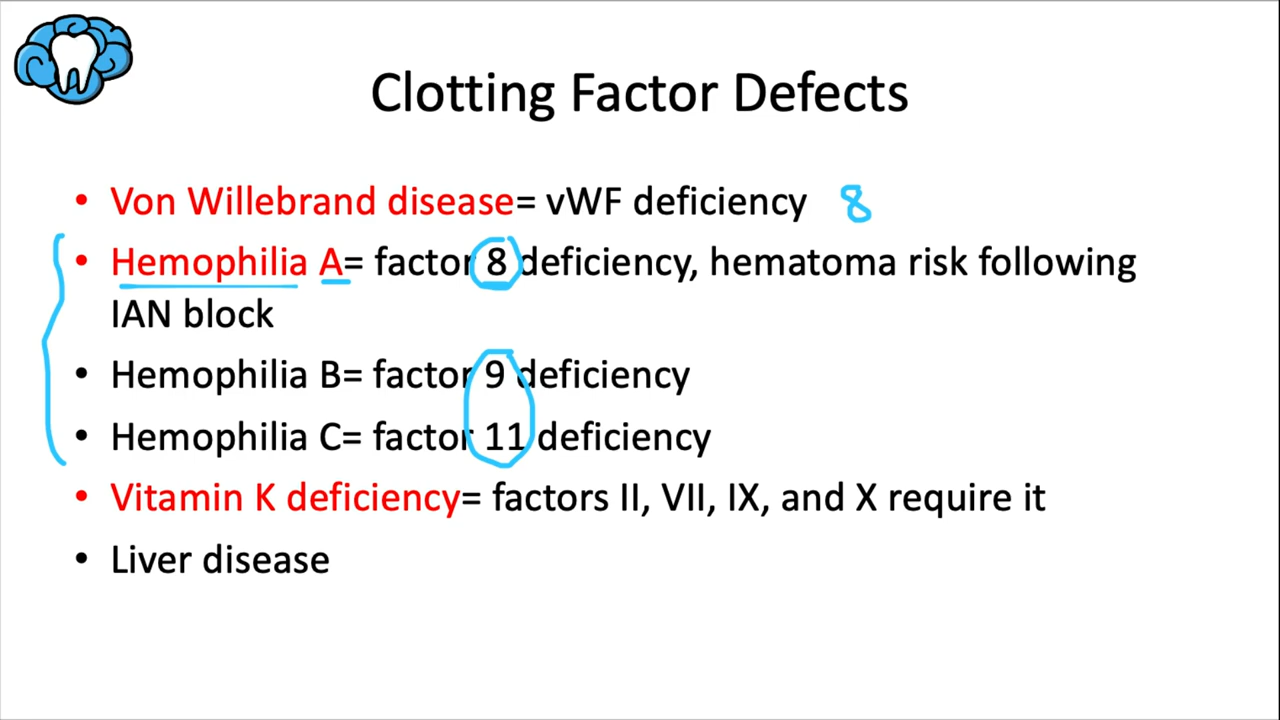 Clotting Factor Defects
• Von Willebrand disease= vWF deficiency 8
• Hemophilia A= factor 8 deficiency, hematoma risk following
IAN block
• Hemophilia B= factor 9 deficiency
• Hemophilia C= factor 11 deficiency
• Vitamin K deficiency= factors II, VII, IX, and X require it
• Liver disease